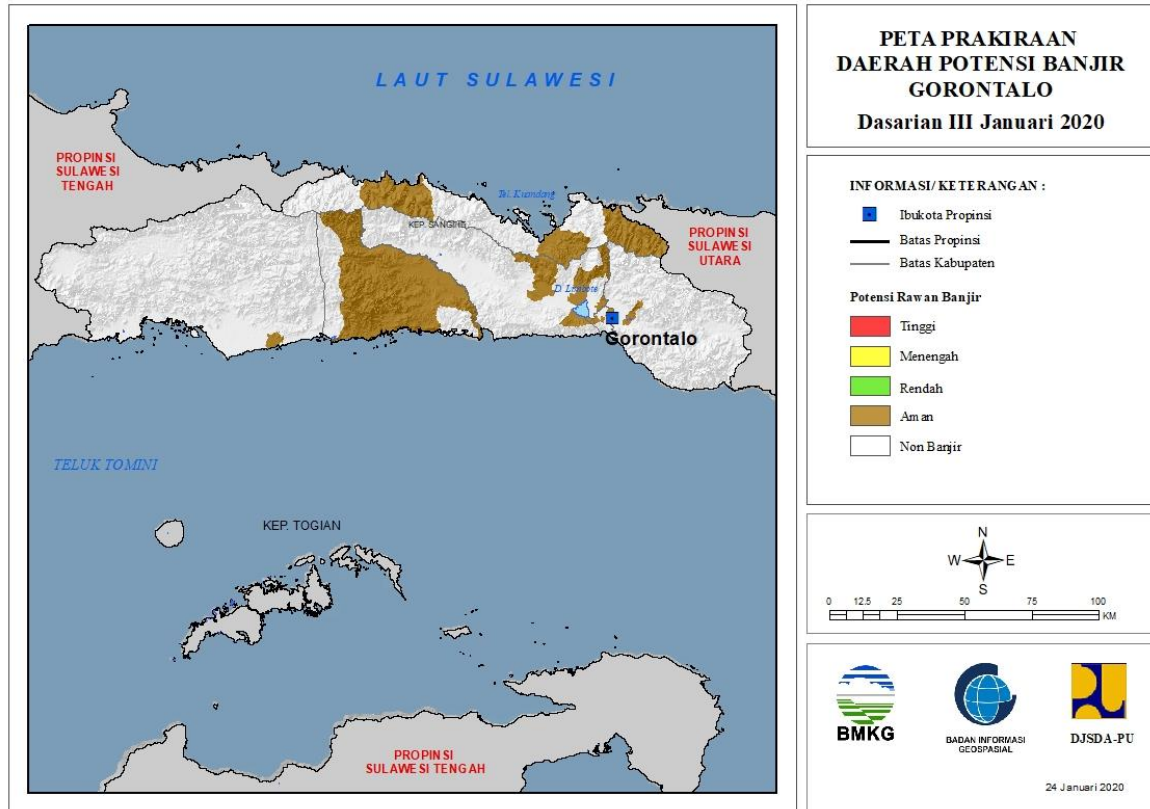 LAUT SULAWESI
PROPINSI
SULAWESI
TENGAH
Tel. Kuandang
KEP. SANGIHE
PROPINSI
SULAWESI
UTARA
D. Limboto
Gorontalo
TELUK TOMINI
KEP. TOGIAN
PROPINSI
SULAWESI TENGAH
PETA PRAKIRAAN
DAERAH POTENSI BANJIR
GORONTALO
Dasarian III Januari 2020
INFORMASI/ KETERANGAN :
Ibukota Propinsi
Batas Propinsi
Batas Kabupaten
Potensi Rawan Banjir
Tinggi
Menengah
Rendah
Aman
Non Banjir
N
W E
S
0 12.5 25 50 75 100
KM
BMKG
BADAN INFORMASI
GEOSPASIAL
DJSDA-PU
24 Januari 2020